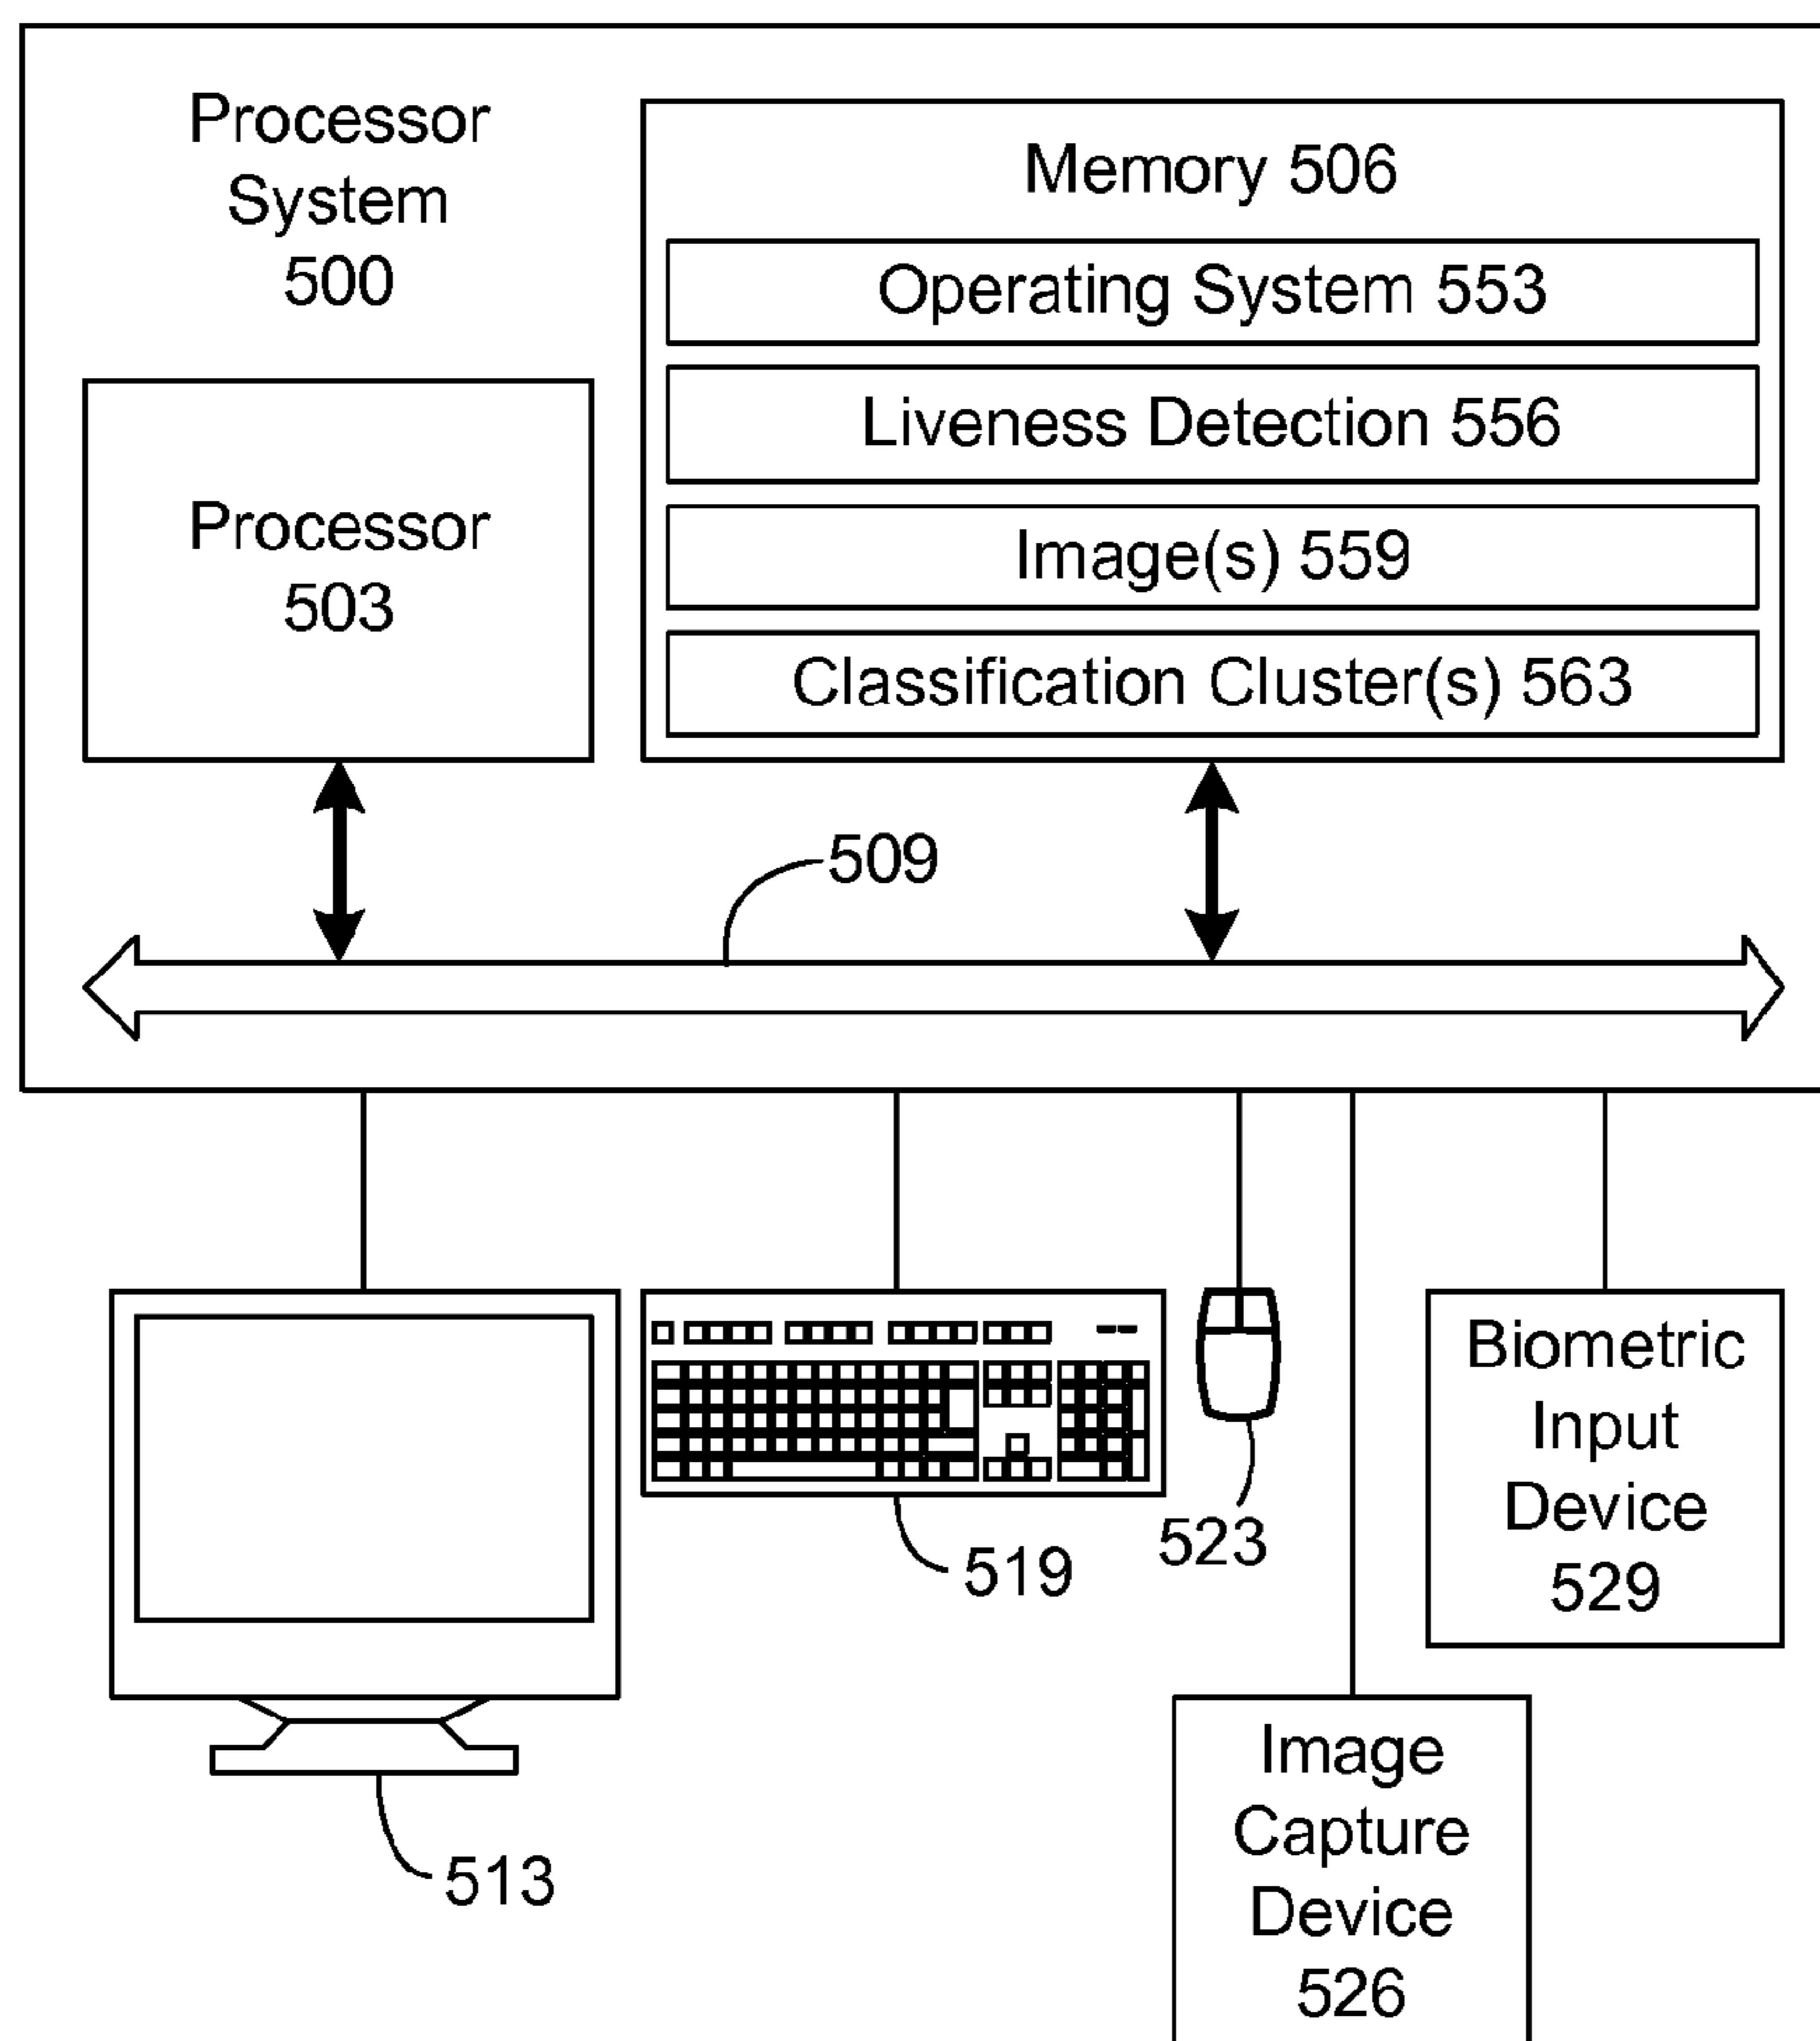 Processor
System
500
Memory 506
Operating System 553
Liveness Detection 556
Image(s) 559
Classification Cluster(s) 563
Processor
503
509
513
519
523
Biometric
Input
Device
529
Image
Capture
Device
526